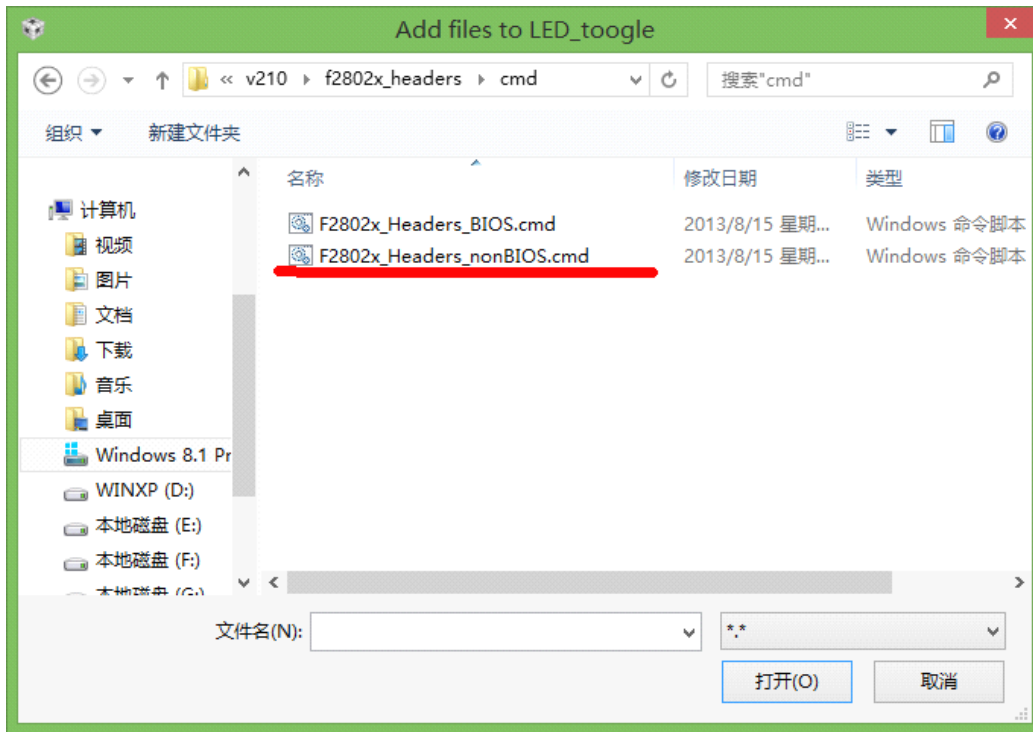 Add files to LED_toogle
« v210 f2802x_headers cmd 搜索"cmd"
组织 新建文件夹
名称 修改日期 类型
计算机
视频
图片
文档
下载
音乐
桌面
Windows 8.1 Pr
WINXP (D:)
本地磁盘 (E:)
本地磁盘 (F:)
本地磁盘 (G:)
F2802x_Headers_BIOS.cmd 2013/8/15 星期... Windows 命令脚本
F2802x_Headers_nonBIOS.cmd 2013/8/15 星期... Windows 命令脚本
文件名(N): *.*
打开(O) 取消